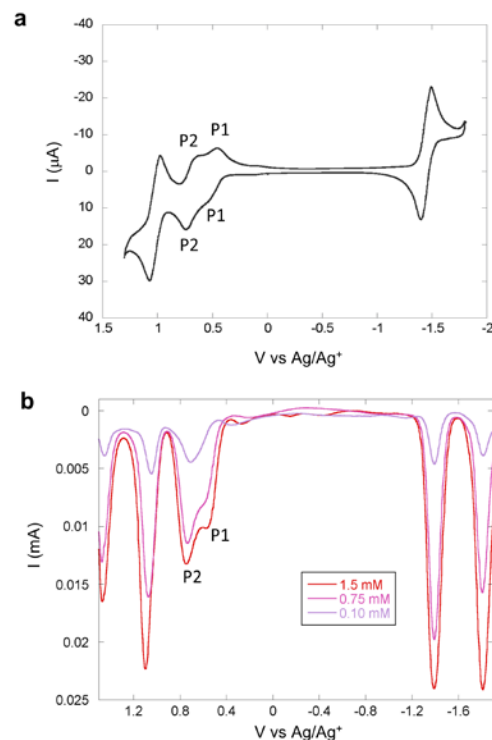 a
-40
-30
-20
-10
0
10
20
30
40
I (μA)
P2
P1
P1
P2
1.5
1
0.5
0
-0.5
-1
-1.5
-2
V vs Ag/Ag⁺
b
0
0.005
0.01
0.015
0.02
0.025
I (mA)
P1
P2
1.5 mM
0.75 mM
0.10 mM
1.2
0.8
0.4
0
-0.4
-0.8
-1.2
-1.6
V vs Ag/Ag⁺